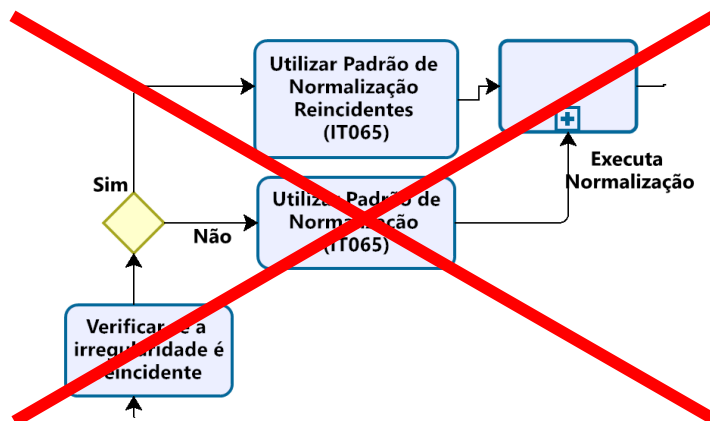 Utilizar Padrão de
Normalização
Reincidentes
(IT065)
Executa
Normalização
Sim
Utilizar Padrão de
Normalização
(IT065)
Não
Verificar se a
irregularidade é
reincidente